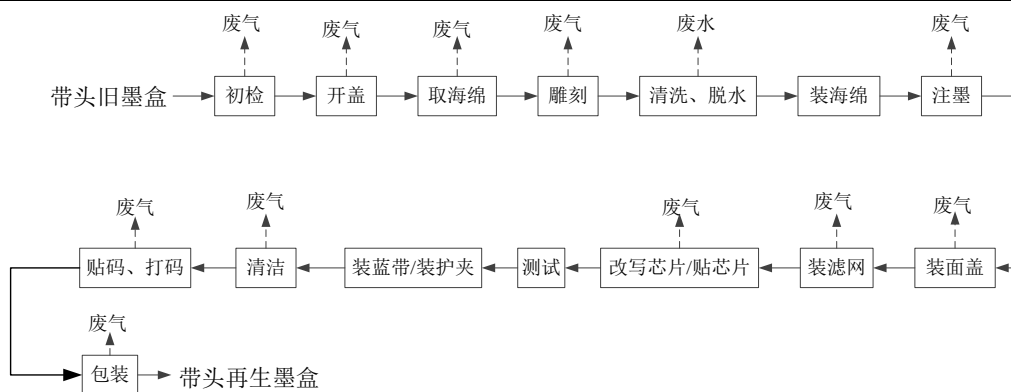 废气 废气 废气 废气 废水 废气
带头旧墨盒 初检 开盖 取海绵 雕刻 清洗、脱水 装海绵 注墨
废气 废气 废气 废气 废气
贴码、打码 清洁 装蓝带/装护夹 测试 改写芯片/贴芯片 装滤网 装面盖
废气
包装 带头再生墨盒